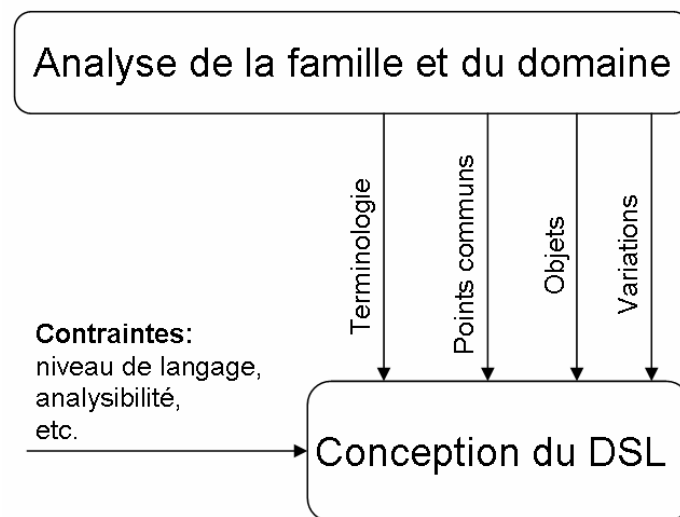 Analyse de la famille et du domaine
Terminologie
Points communs
Objets
Variations
Contraintes:
niveau de langage,
analysibilité,
etc.
Conception du DSL